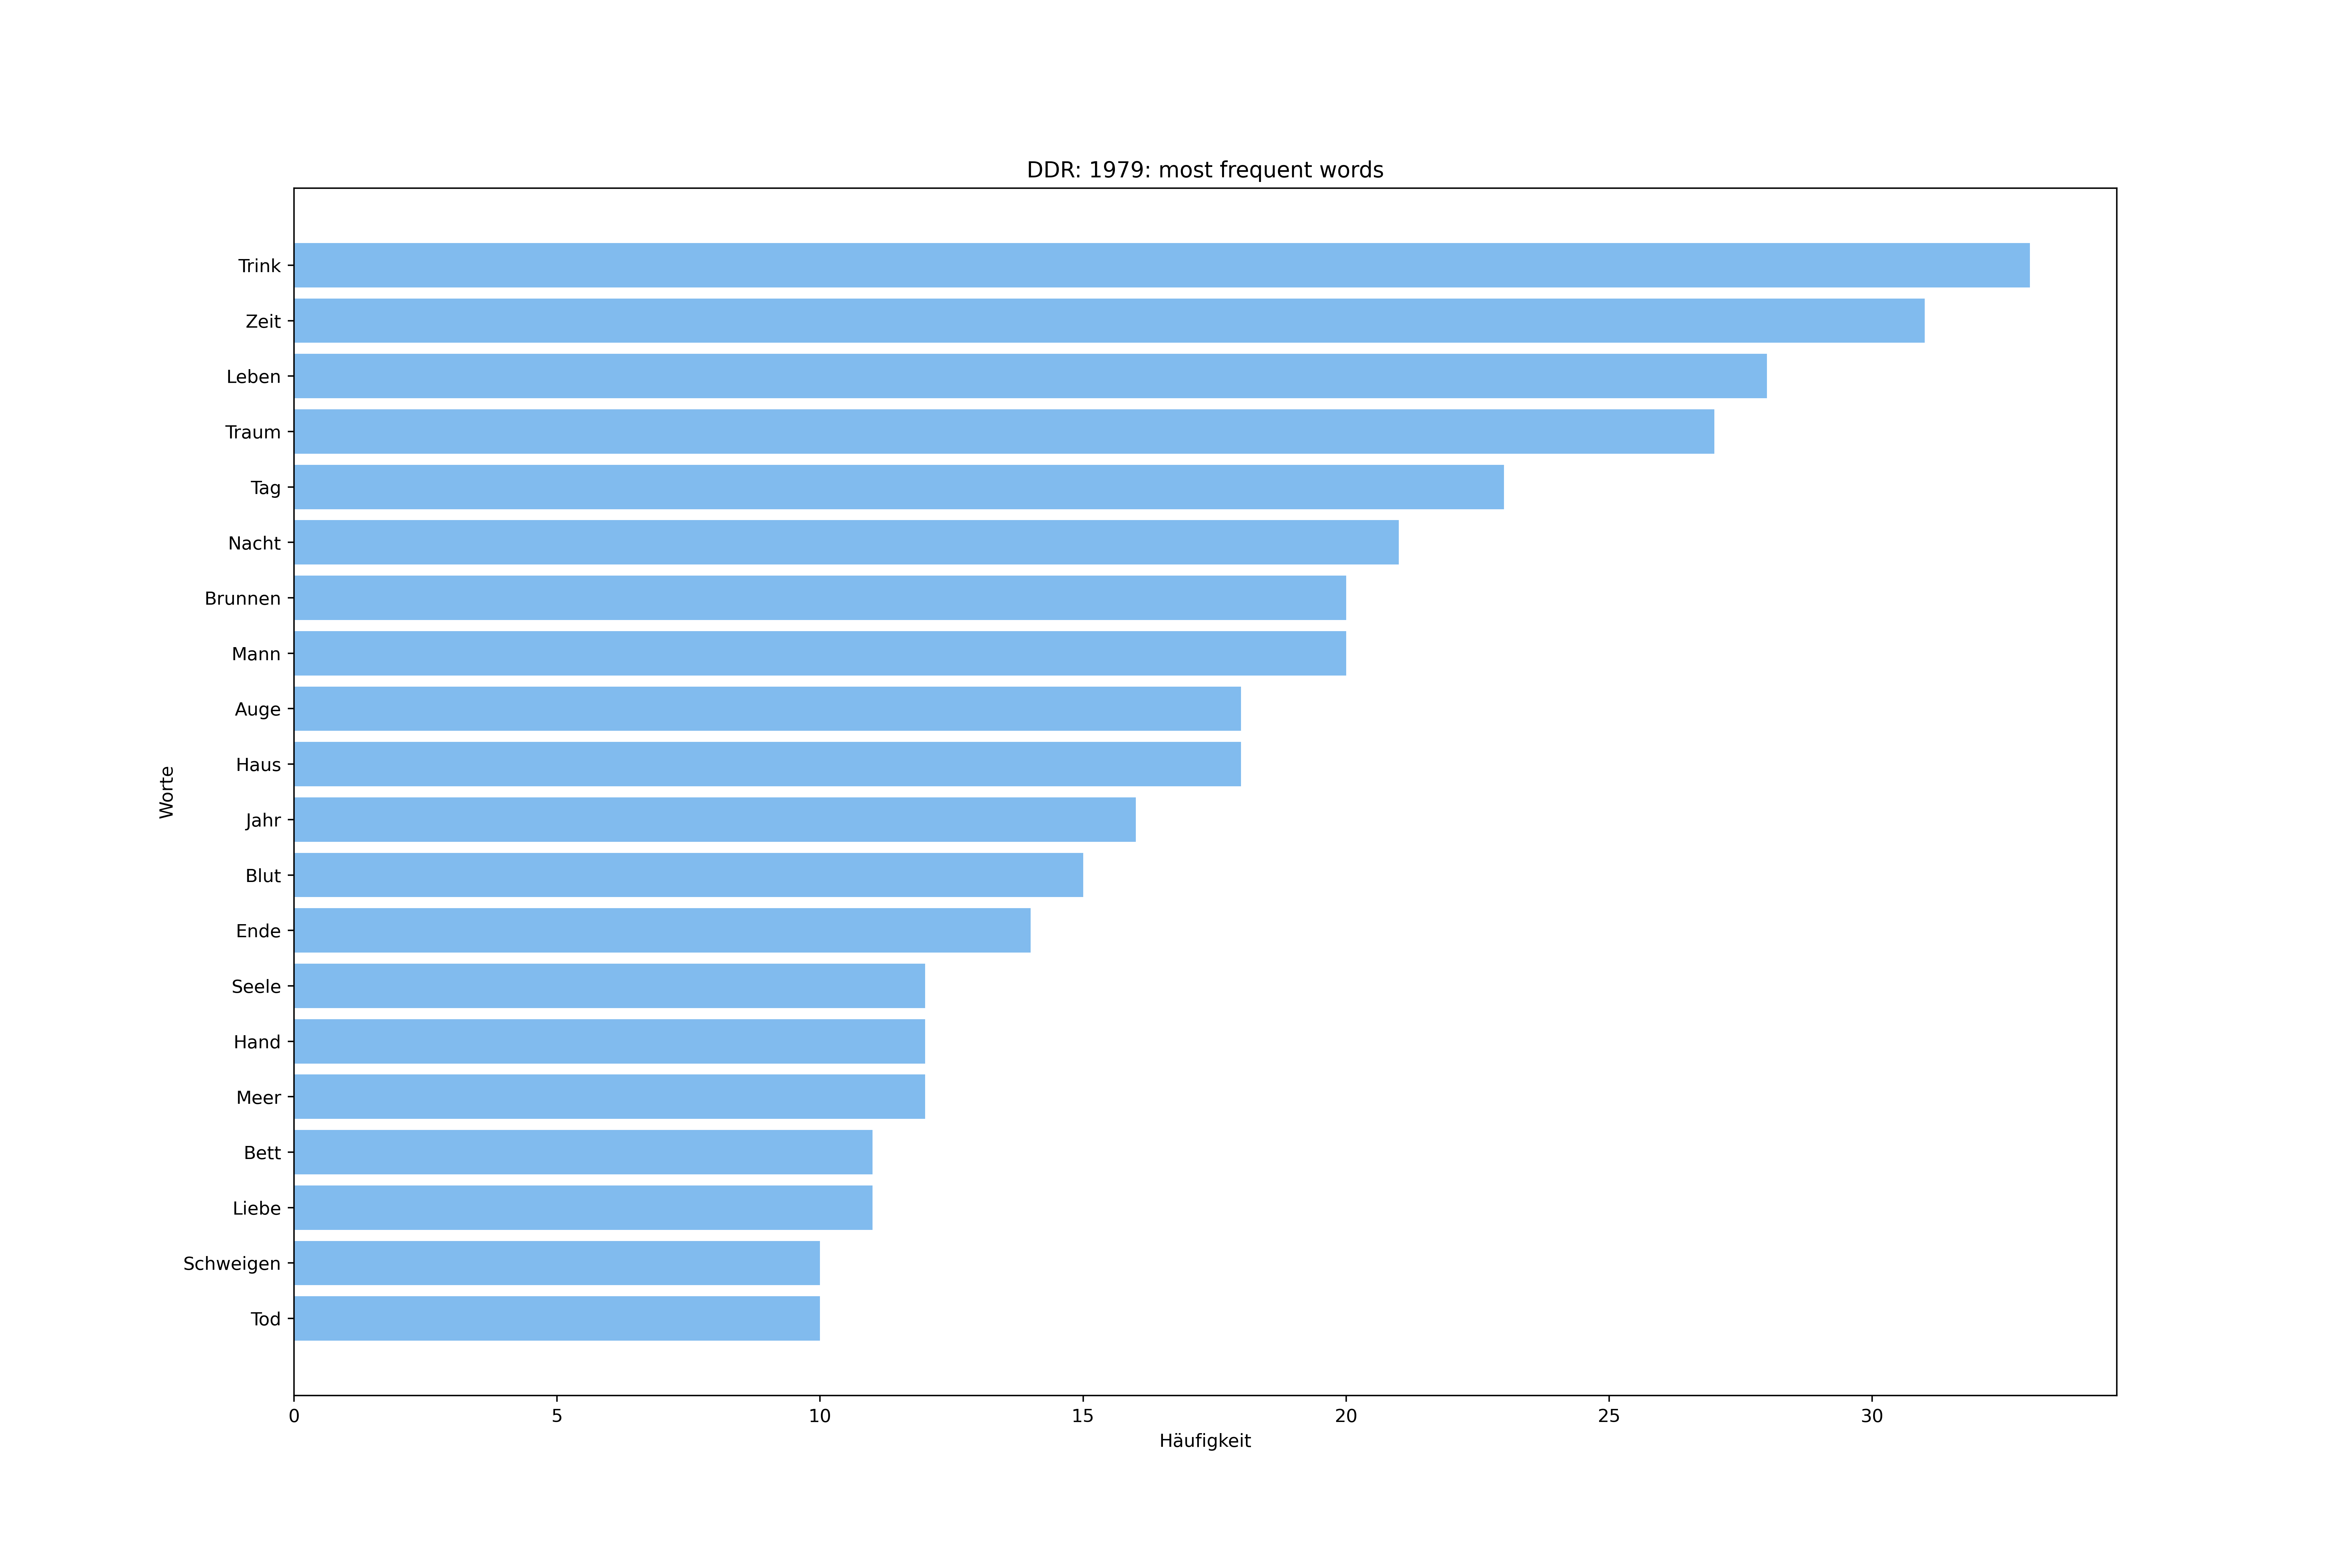 DDR: 1979: most frequent words
Trink
Zeit
Leben
Traum
Tag
Nacht
Brunnen
Mann
Auge
Haus
Jahr
Blut
Ende
Seele
Hand
Meer
Bett
Liebe
Schweigen
Tod
Worte
0 5 10 15 20 25 30
Häufigkeit